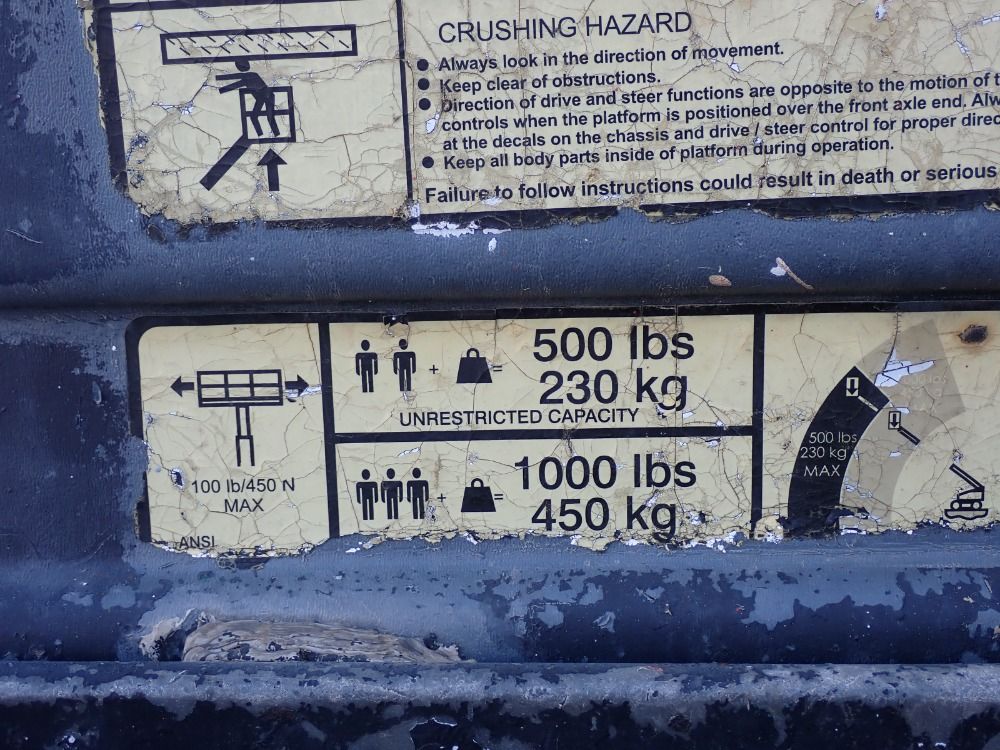 CRUSHING HAZARD
● Always look in the direction of movement.
● Keep clear of obstructions.
● Direction of drive and steer functions are opposite to the motion of
controls when the platform is positioned over the front axle end.
at the decals on the chassis and drive / steer control for proper
● Keep all body parts inside of platform during operation.
Failure to follow instructions could result in death or serious
100 lb/450 N
MAX
ANSI
+ = 500 lbs
230 kg
UNRESTRICTED CAPACITY
+ = 1000 lbs
450 kg
500 lbs
230 kg
MAX